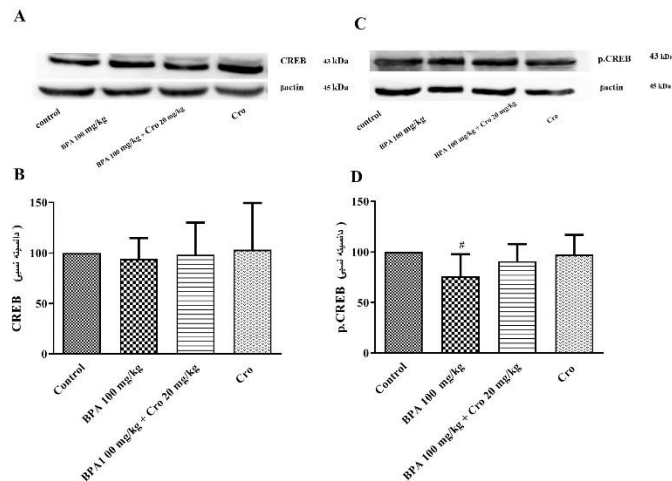 A
CREB 43 kDa
βactin 45 kDa
control
BPA 100 mg/kg
BPA 100 mg/kg + Cro 20 mg/kg
Cro
C
p.CREB 43 kDa
βactin 45 kDa
control
BPA 100 mg/kg
BPA 100 mg/kg + Cro 20 mg/kg
Cro
B
CREB (دانسیته نسبی)
150
100
50
0
Control
BPA 100 mg/kg
BPA1 00 mg/kg + Cro 20 mg/kg
Cro
D
p.CREB (دانسیته نسبی)
150
100
50
0
#
Control
BPA 100 mg/kg
BPA 100 mg/kg + Cro 20 mg/kg
Cro